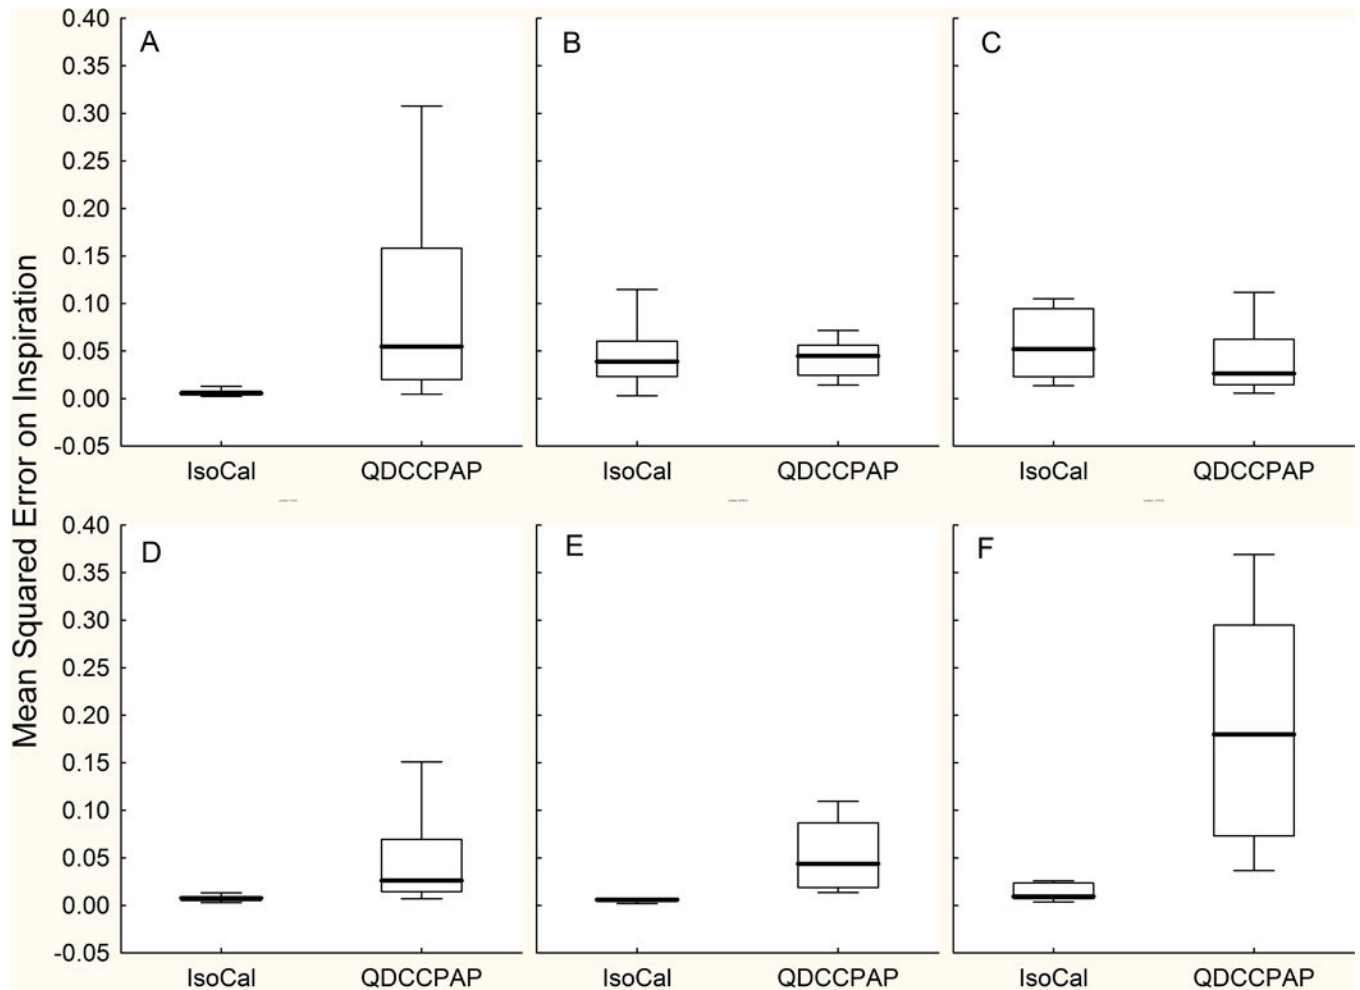 Mean Squared Error on Inspiration
0.40
0.35
0.30
0.25
0.20
0.15
0.10
0.05
0.00
-0.05
A
B
C
IsoCal QDCCPAP
IsoCal QDCCPAP
IsoCal QDCCPAP
0.40
0.35
0.30
0.25
0.20
0.15
0.10
0.05
0.00
-0.05
D
E
F
IsoCal QDCCPAP
IsoCal QDCCPAP
IsoCal QDCCPAP